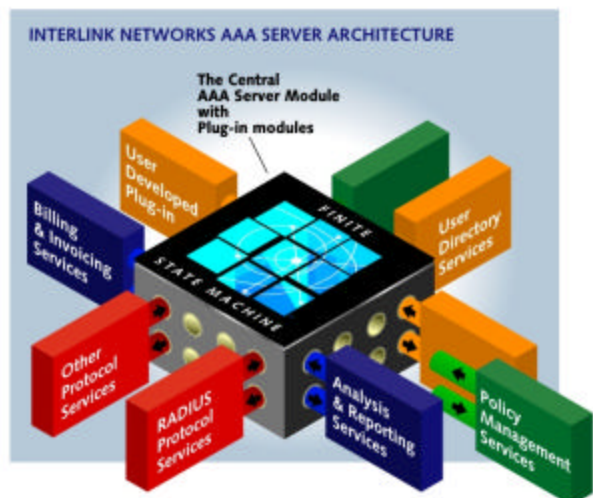 INTERLINK NETWORKS AAA SERVER ARCHITECTURE
The Central
AAA Server Module
with
Plug-in modules
User
Developed
Plug-in
Billing
& Invoicing
Services
FINITE
STATE MACHINE
User
Directory
Services
Other
Protocol
Services
RADIUS
Protocol
Services
Analysis
& Reporting
Services
Policy
Management
Services